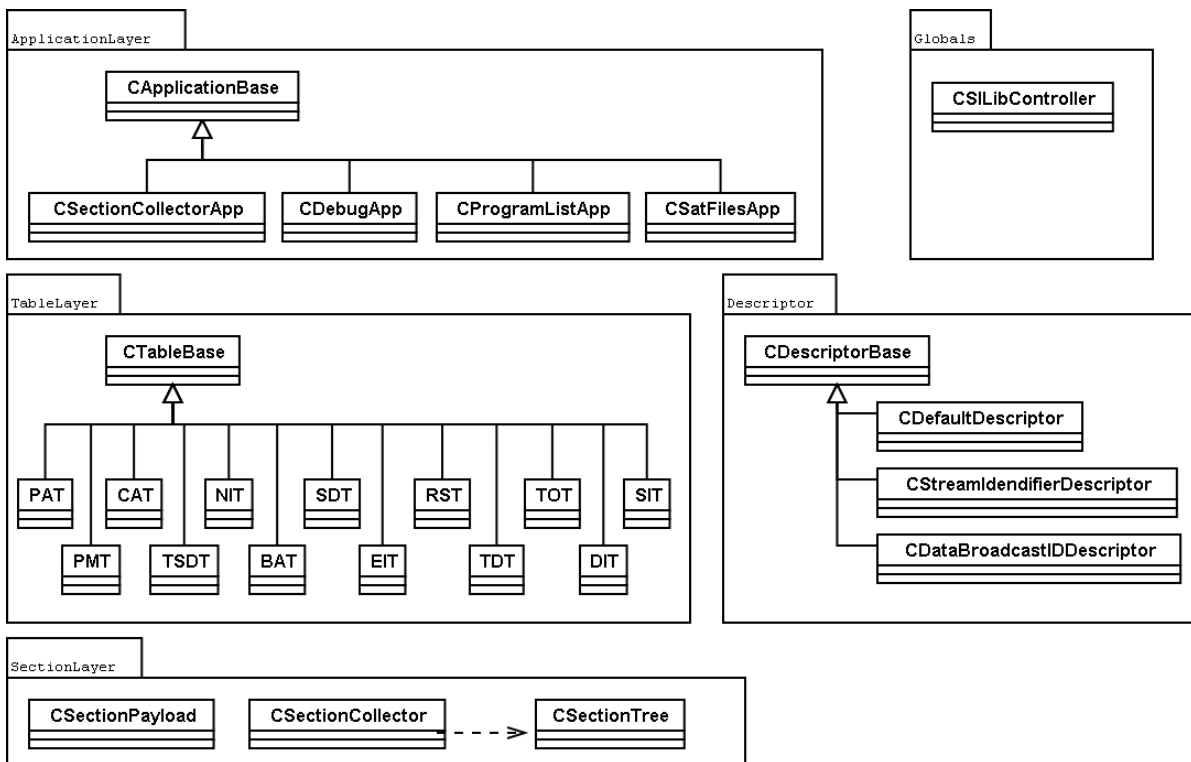 ApplicationLayer
CApplicationBase
CSectionCollectorApp
CDebugApp
CProgramListApp
CSatFilesApp
Globals
CSILibController
TableLayer
CTableBase
PAT
CAT
NIT
SDT
RST
TOT
SIT
PMT
TSDT
BAT
EIT
TDT
DIT
Descriptor
CDescriptorBase
CDefaultDescriptor
CStreamIdendifierDescriptor
CDataBroadcastIDDescriptor
SectionLayer
CSectionPayload
CSectionCollector
CSectionTree